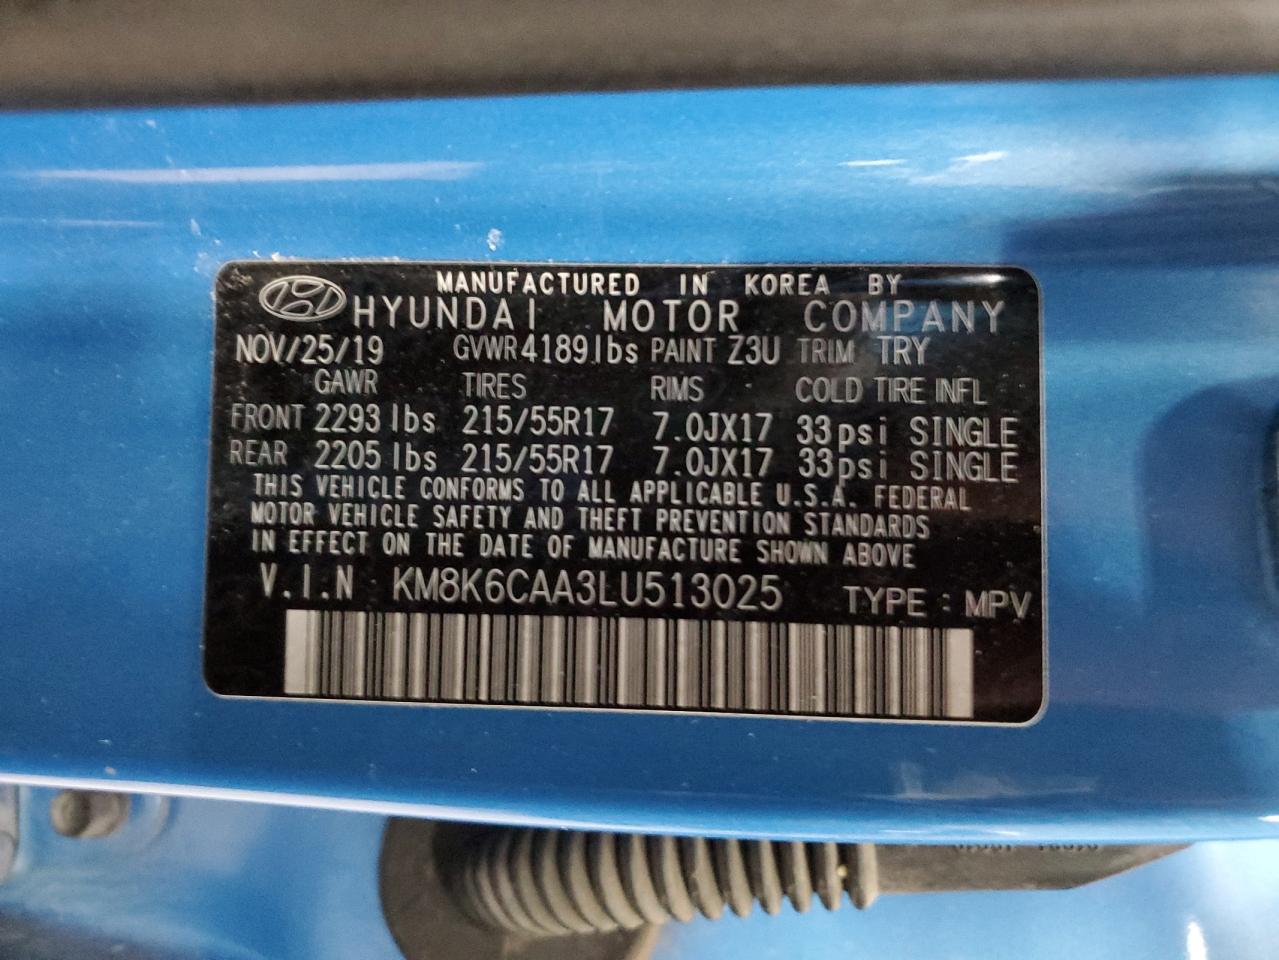 MANUFACTURED IN KOREA BY
HYUNDAI MOTOR COMPANY
NOV/25/19 GVWR 4189lbs PAINT Z3U TRIM TRY
GAWR TIRES RIMS COLD TIRE INFL
FRONT 2293 lbs 215/55R17 7.0JX17 33psi SINGLE
REAR 2205 lbs 215/55R17 7.0JX17 33psi SINGLE
THIS VEHICLE CONFORMS TO ALL APPLICABLE U.S.A. FEDERAL
MOTOR VEHICLE SAFETY AND THEFT PREVENTION STANDARDS
IN EFFECT ON THE DATE OF MANUFACTURE SHOWN ABOVE
V.I.N KM8K6CAA3LU513025 TYPE : MPV